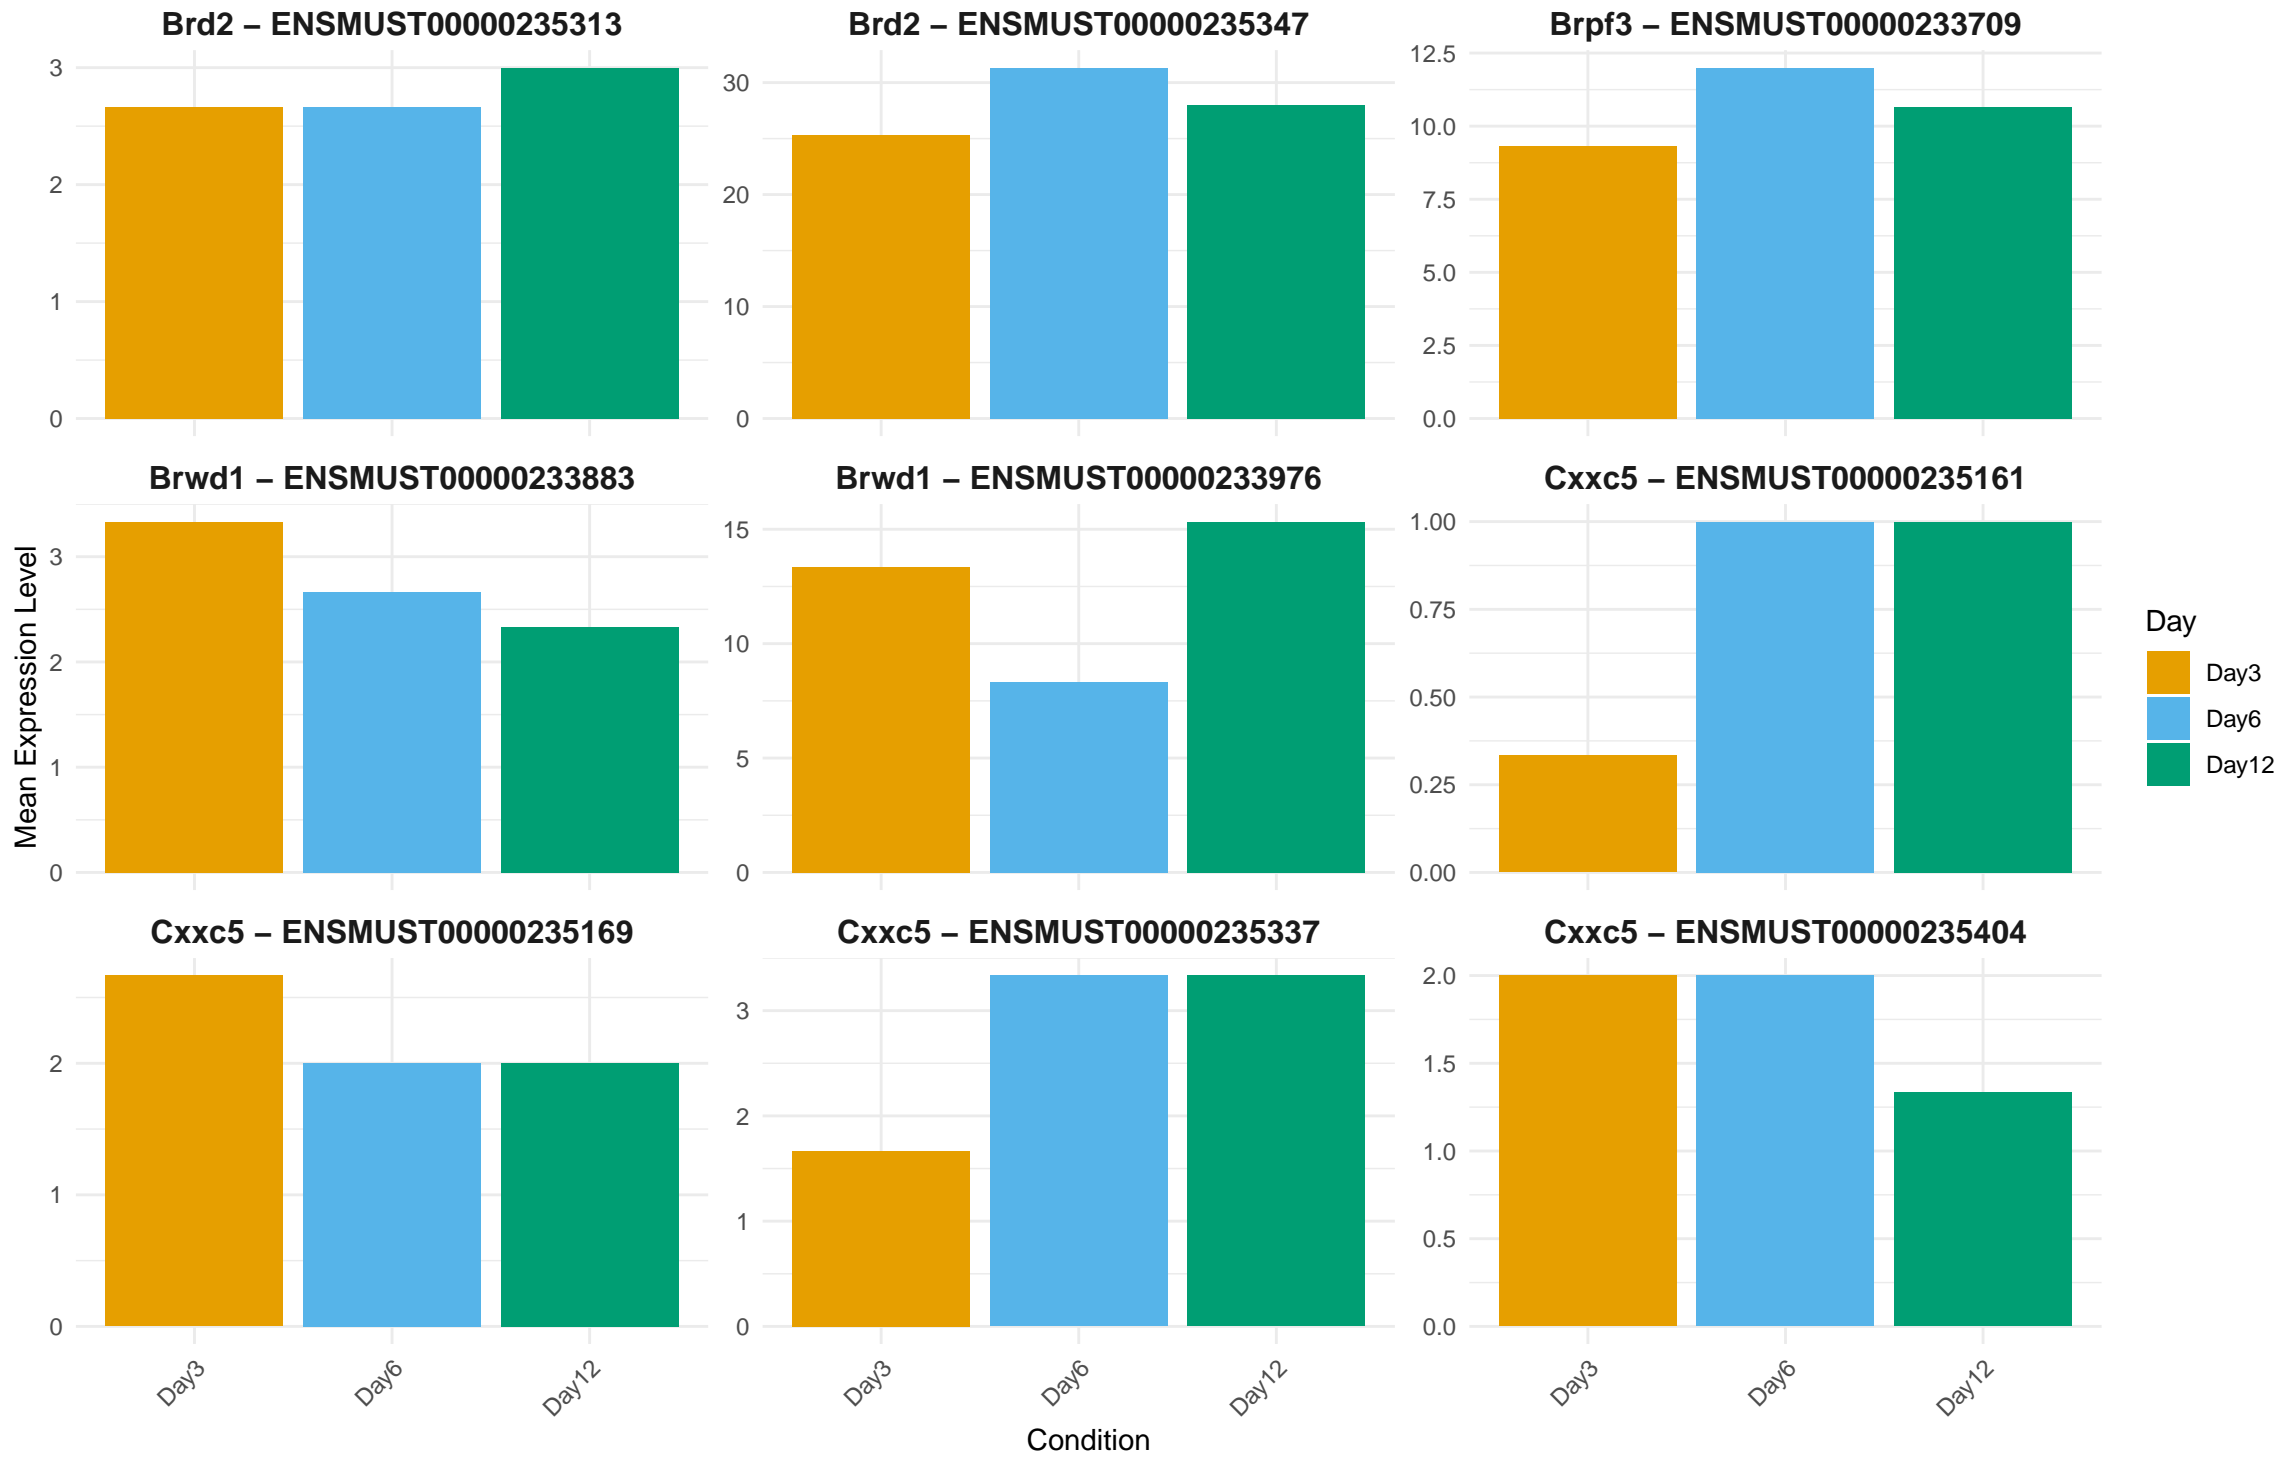 Brd2 – ENSMUST00000235313
Brd2 – ENSMUST00000235347
Brpf3 – ENSMUST00000233709
3
2
1
0
30
20
10
0
12.5
10.0
7.5
5.0
2.5
0.0
Brwd1 – ENSMUST00000233883
Brwd1 – ENSMUST00000233976
Cxxc5 – ENSMUST00000235161
Mean Expression Level
3
2
1
0
15
10
5
0
1.00
0.75
0.50
0.25
0.00
Day
Day3
Day6
Day12
Cxxc5 – ENSMUST00000235169
Cxxc5 – ENSMUST00000235337
Cxxc5 – ENSMUST00000235404
2
1
0
3
2
1
0
2.0
1.5
1.0
0.5
0.0
Day3
Day6
Day12
Day3
Day6
Day12
Day3
Day6
Day12
Condition